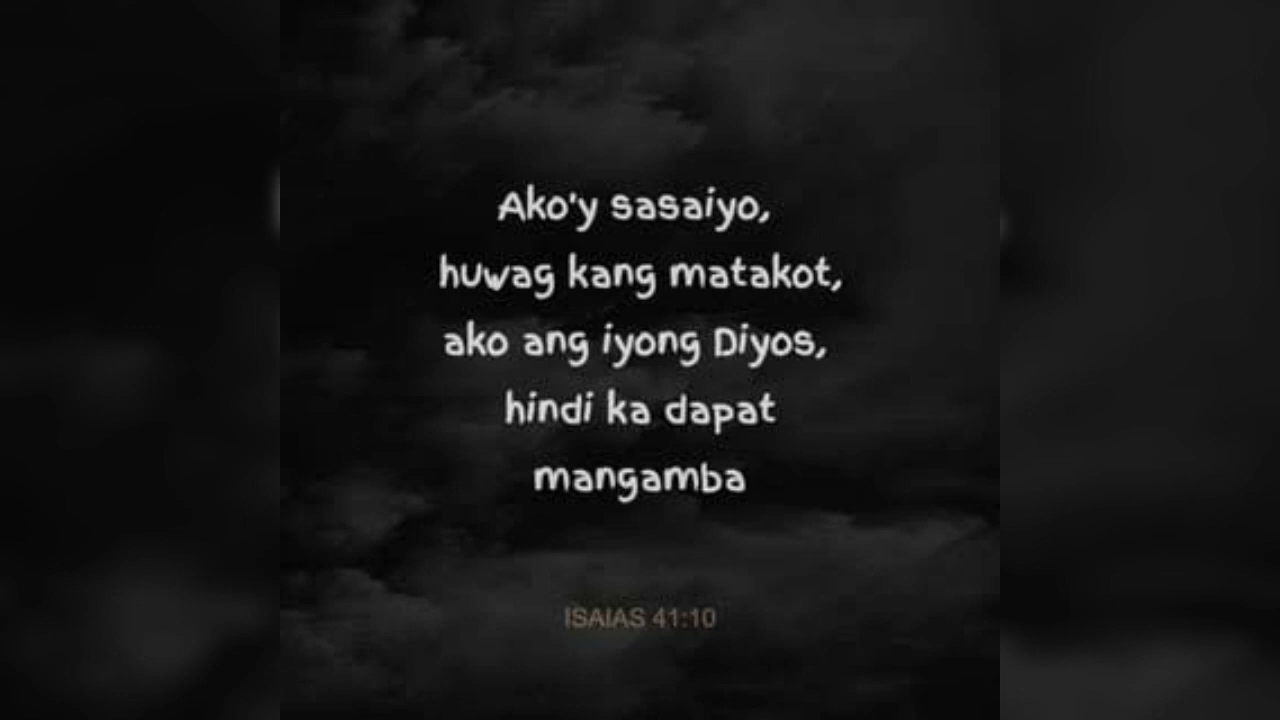 Ako'y sasaiyo,
huwag kang matakot,
ako ang iyong Diyos,
hindi ka dapat
mangamba
ISAIAS 41:10